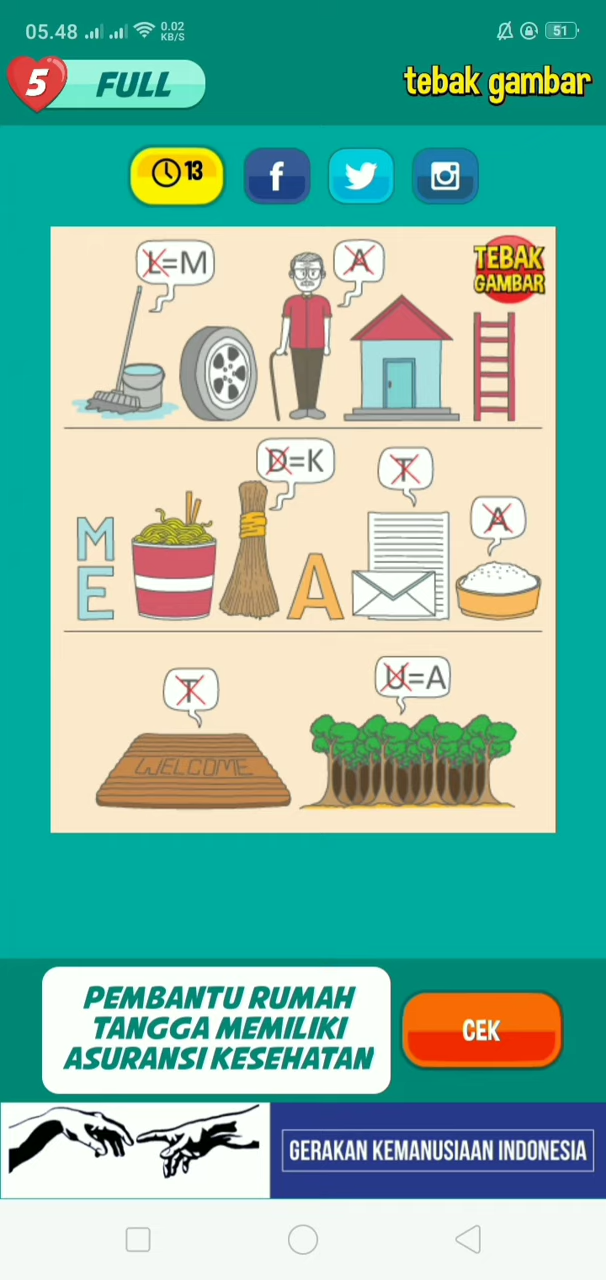 05.48
0.02
KB/S
51
5 FULL
tebak gambar
13
f
L=M
A
TEBAK
GAMBAR
D=K
T
A
M
E
A
T
U=A
WELCOME
PEMBANTU RUMAH
TANGGA MEMILIKI
ASURANSI KESEHATAN
CEK
GERAKAN KEMANUSIAAN INDONESIA